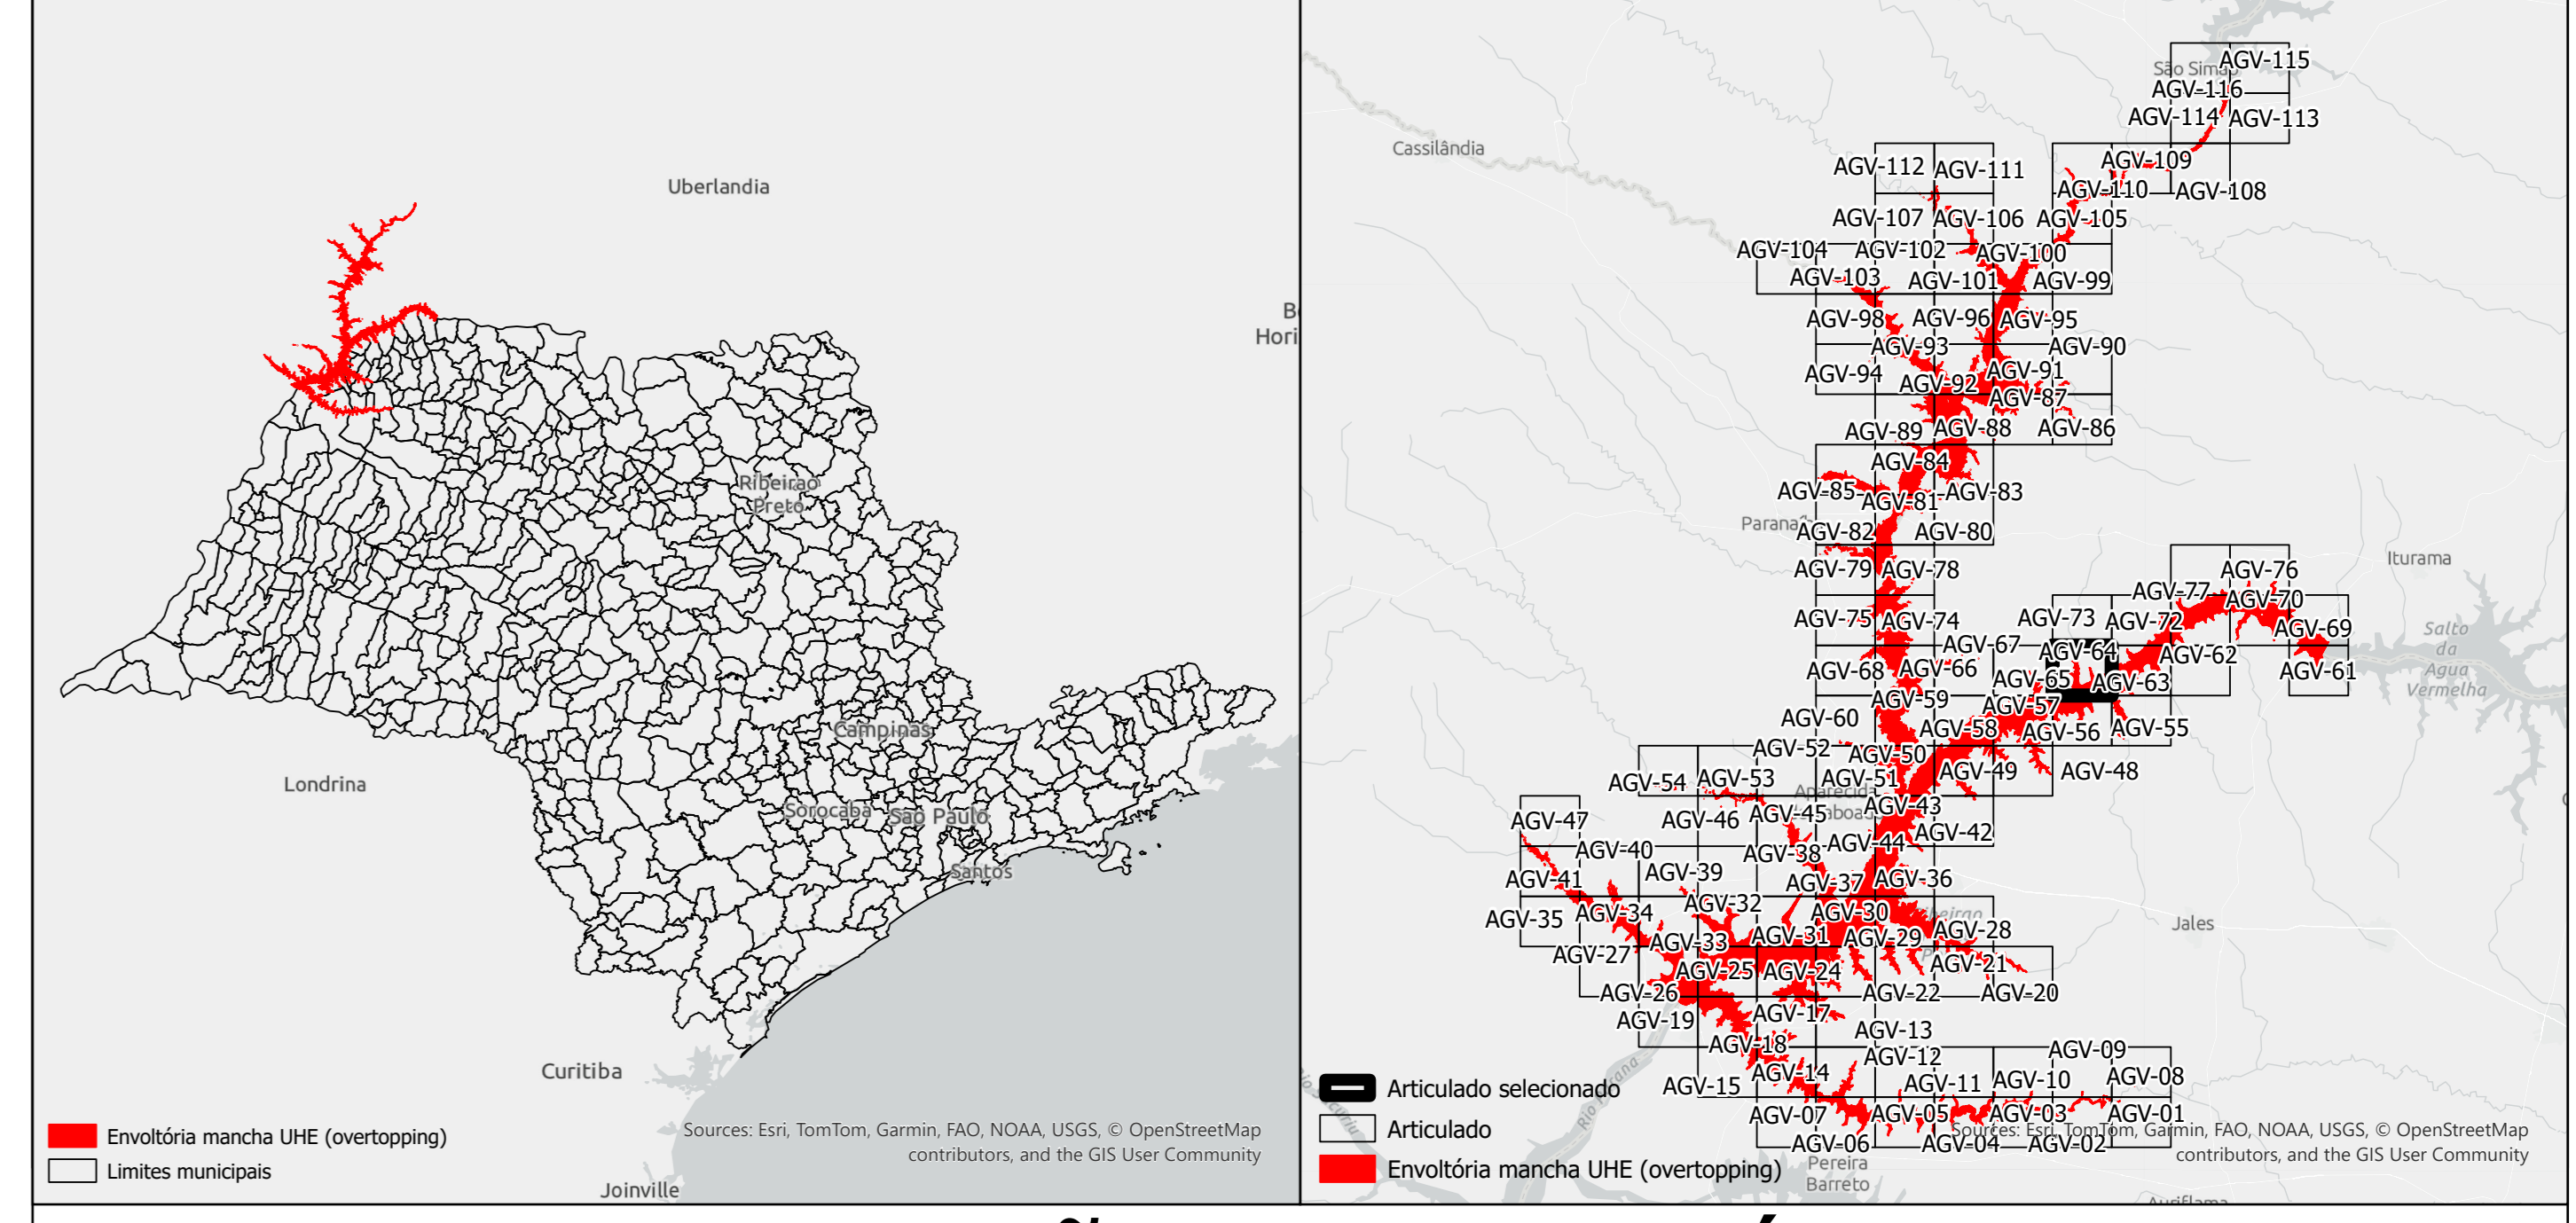 Uberlandia
B
Hori
Ribeirao
Preto
Campinas
Londrina
Sorocaba
Sao Paulo
Santos
Curitiba
Joinville
Envoltória mancha UHE (overtopping)
Limites municipais
Sources: Esri, TomTom, Garmin, FAO, NOAA, USGS, © OpenStreetMap
contributors, and the GIS User Community
AGV-115
São Simã
AGV-116
AGV-114 AGV-113
Cassilândia
AGV-112 AGV-111
AGV-109
AGV-110 AGV-108
AGV-107 AGV-106 AGV-105
AGV-104 AGV-102 AGV-100
AGV-103 AGV-101 AGV-99
AGV-98 AGV-96 AGV-95
AGV-93 AGV-90
AGV-94 AGV-92 AGV-91
AGV-87
AGV-89 AGV-88 AGV-86
AGV-84
AGV-85 AGV-81 AGV-83
Paranaíb
AGV-82 AGV-80
AGV-79 AGV-78
Iturama
AGV-77 AGV-76
AGV-70
AGV-75 AGV-74 AGV-73 AGV-72
AGV-69
AGV-67 AGV-64 AGV-62
AGV-68 AGV-66 AGV-65 AGV-63 AGV-61
Salto
da
Agua
Vermelha
AGV-59 AGV-57
AGV-60 AGV-58 AGV-56 AGV-55
AGV-52 AGV-50
AGV-54 AGV-53 AGV-51 AGV-49 AGV-48
Aparecida
aboad
AGV-47 AGV-46 AGV-45 AGV-43
AGV-42
AGV-40 AGV-38 AGV-44
AGV-41 AGV-39 AGV-37 AGV-36
AGV-35 AGV-34 AGV-32 AGV-30
Jales
AGV-33 AGV-31 AGV-29 AGV-28
AGV-27 AGV-25 AGV-24 AGV-21
AGV-26 AGV-22 AGV-20
AGV-19 AGV-17
AGV-18 AGV-13
AGV-12 AGV-09
AGV-15 AGV-14 AGV-11 AGV-10 AGV-08
AGV-07 AGV-05 AGV-03 AGV-01
AGV-06 AGV-04 AGV-02
Pereira
Barreto
Articulado selecionado
Articulado
Envoltória mancha UHE (overtopping)
Sources: Esri, TomTom, Garmin, FAO, NOAA, USGS, © OpenStreetMap
contributors, and the GIS User Community